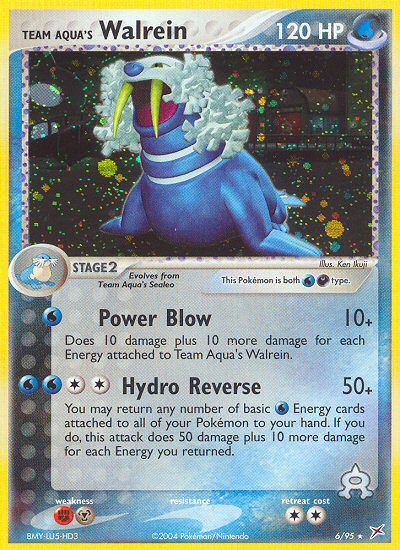 TEAM AQUA'S Walrein 120 HP
Illus. Ken Ikuji
STAGE2
Evolves from
Team Aqua's Sealeo
This Pokémon is both type.
Power Blow 10+
Does 10 damage plus 10 more damage for each
Energy attached to Team Aqua's Walrein.
Hydro Reverse 50+
You may return any number of basic Energy cards
attached to all of your Pokémon to your hand. If you
do, this attack does 50 damage plus 10 more damage
for each Energy you returned.
weakness resistance retreat cost
BMY-LU5-HD3 ©2004 Pokémon/Nintendo 6/95 ★